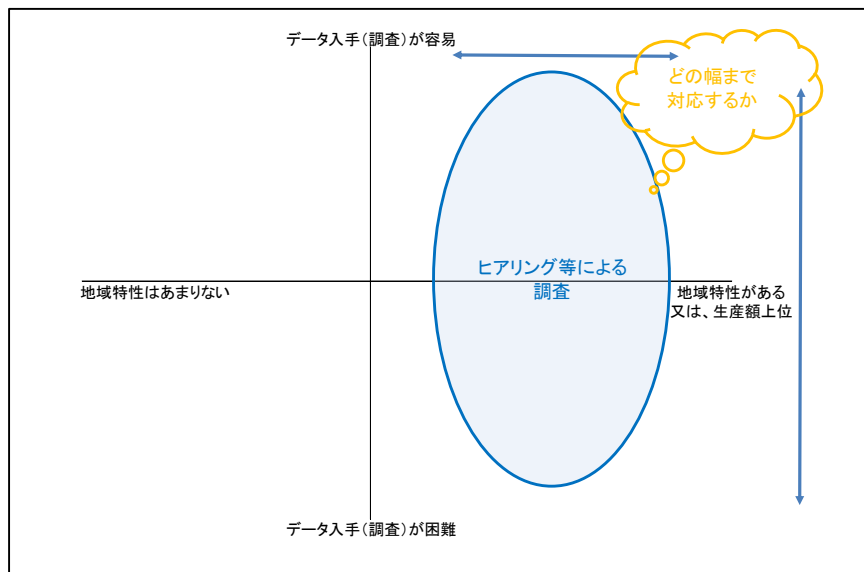 データ入手(調査)が容易
どの幅まで
対応するか
ヒアリング等による
調査
地域特性はあまりない
地域特性がある
又は、生産額上位
データ入手(調査)が困難